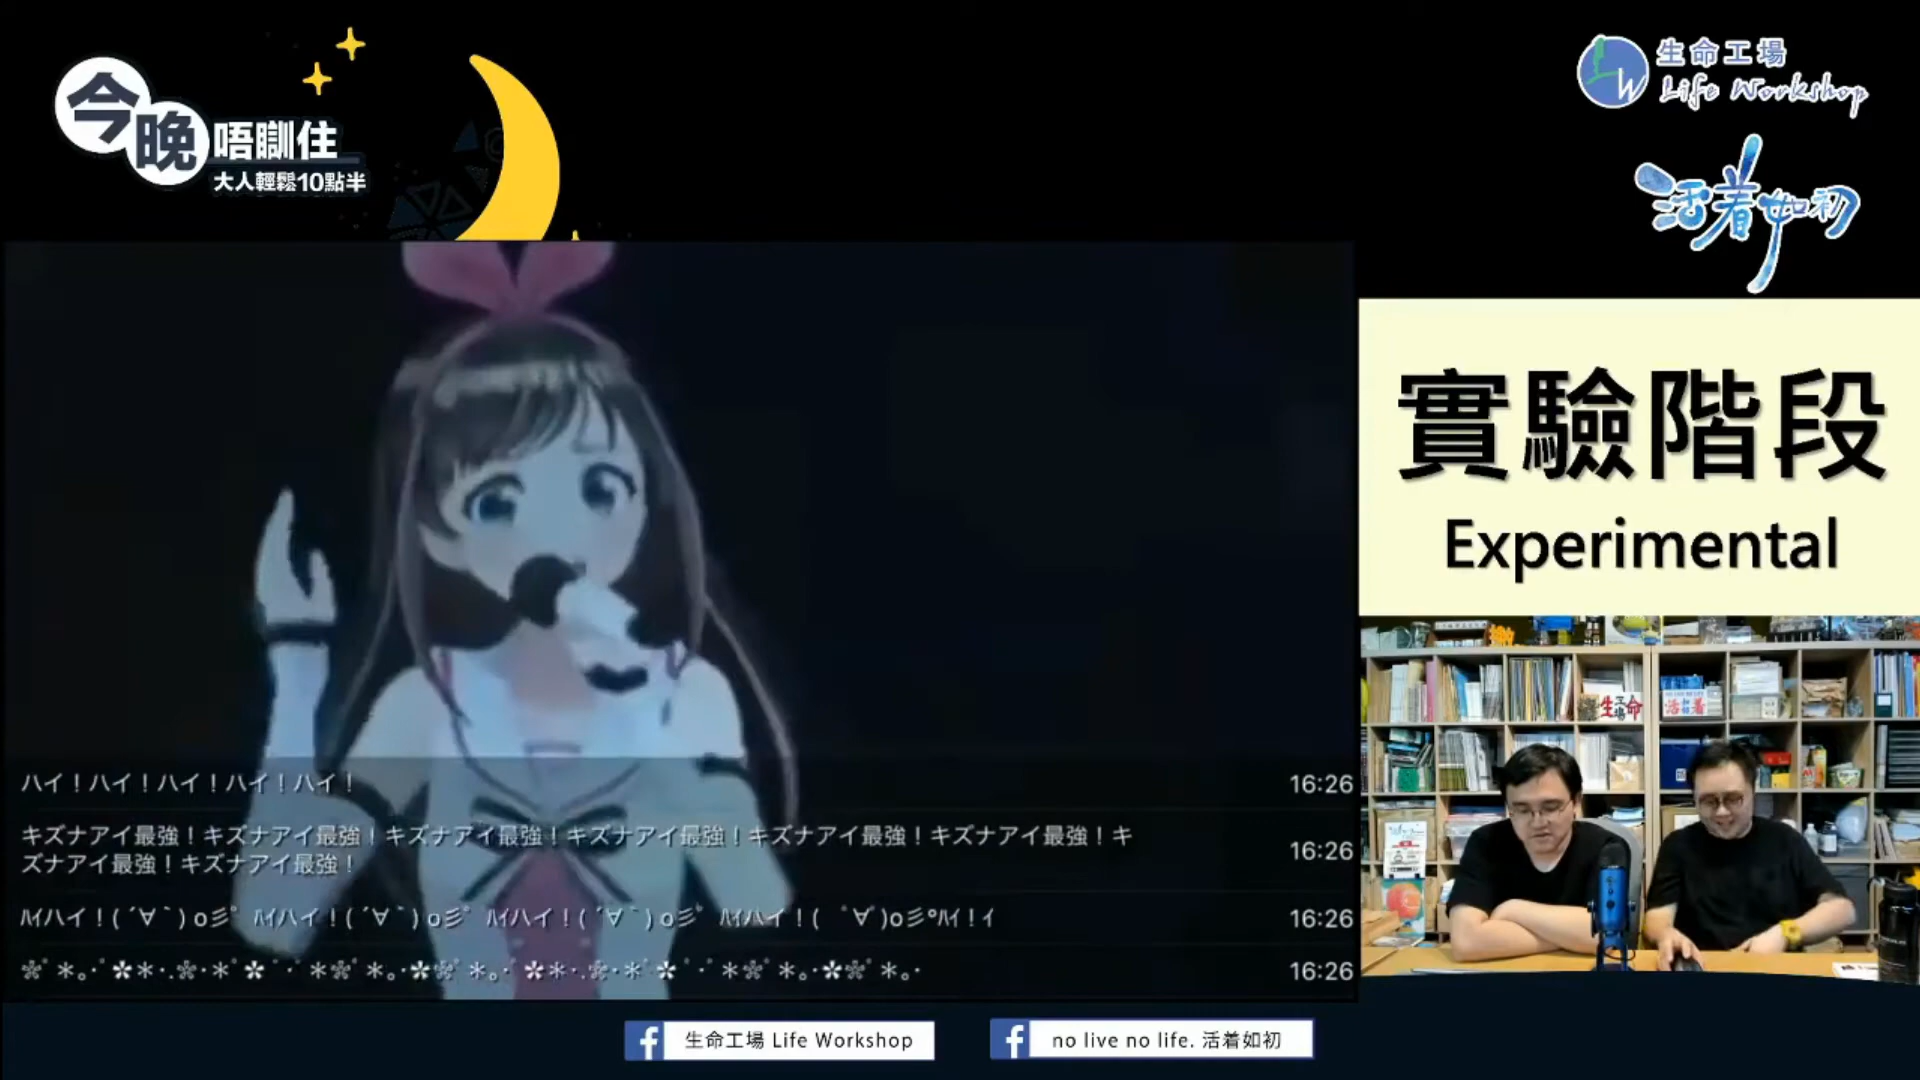 今晚
唔瞓住
大人輕鬆10點半
生命工場
Life Workshop
活着如初
實驗階段
Experimental
ハイ！ハイ！ハイ！ハイ！ハイ！
16:26
キズナアイ最強！キズナアイ最強！キズナアイ最強！キズナアイ最強！キズナアイ最強！キズナアイ最強！キ
ズナアイ最強！キズナアイ最強！
16:26
ﾊｲハイ！( ´∀｀) o彡ﾟ ﾊｲハイ！( ´∀｀) o彡ﾟ ﾊｲハイ！( ´∀｀) o彡ﾟ ﾊｲハイ！(　ﾟ∀ﾟ)o彡°ﾊｲ！ｲ
16:26
16:26
生命工場 Life Workshop
no live no life. 活着如初